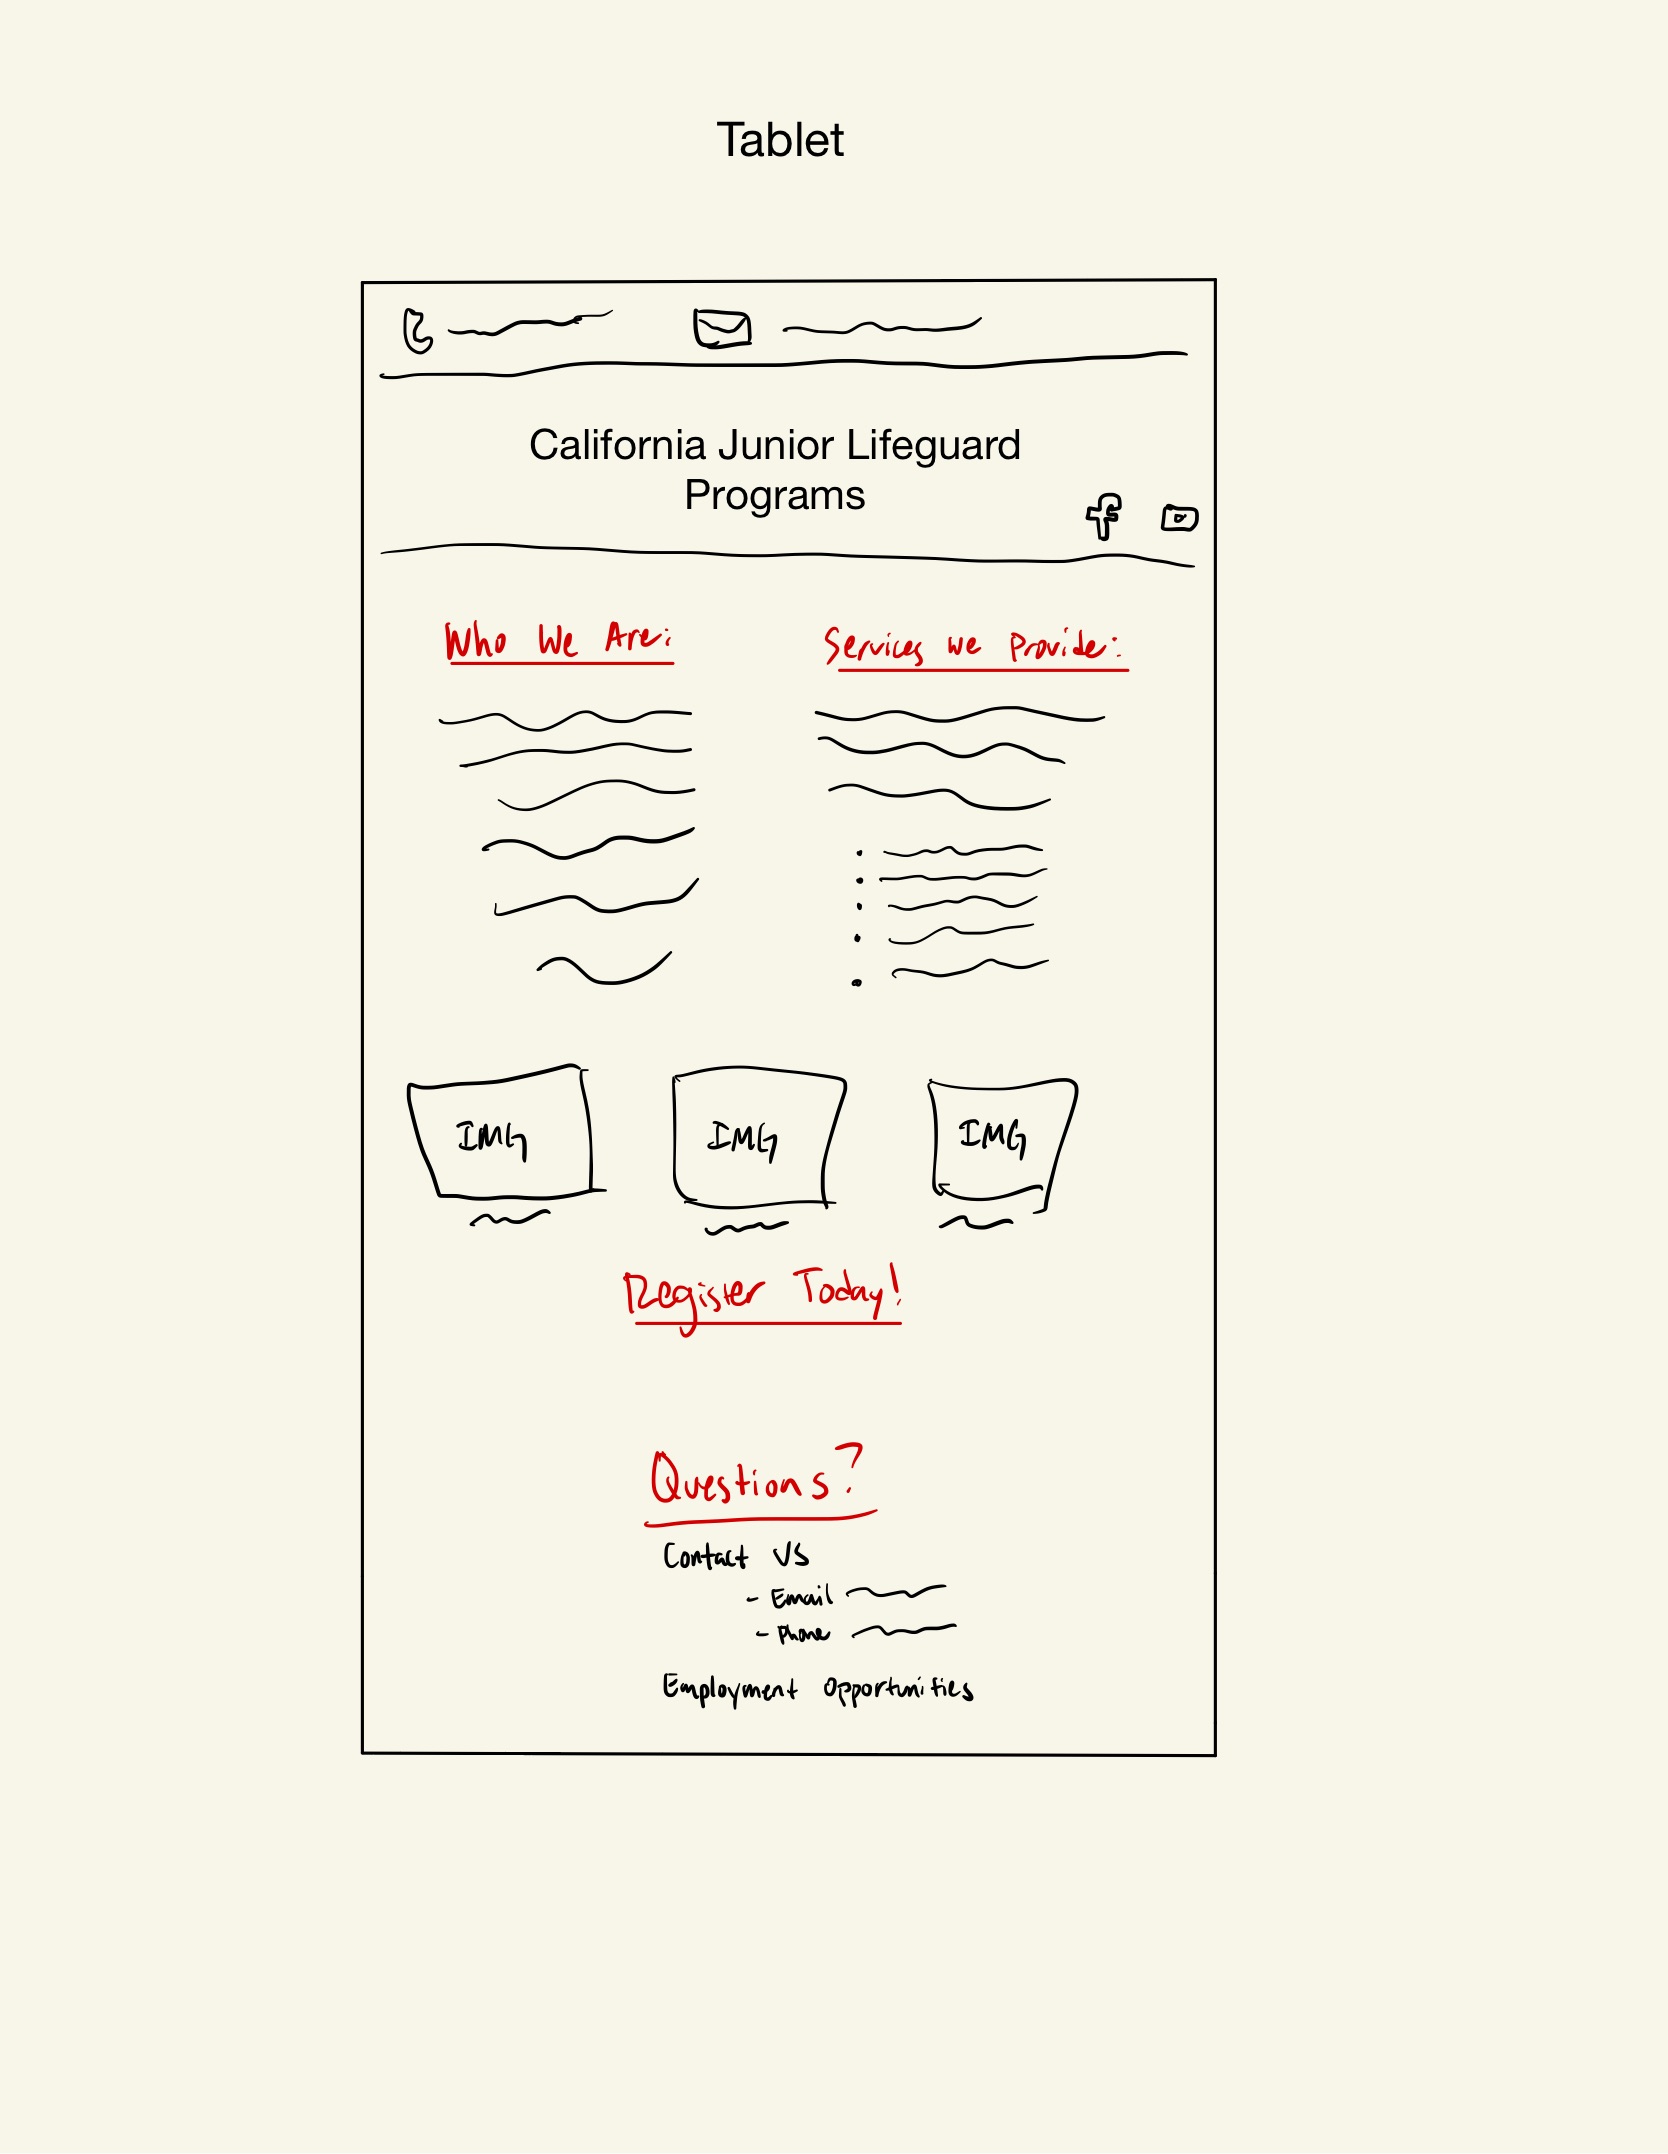 Tablet
California Junior Lifeguard
Programs
Who We Are:
Services we Provide:
IMG IMG IMG
Register Today!
Questions?
Contact US
- Email
- Phone
Employment Opportunities